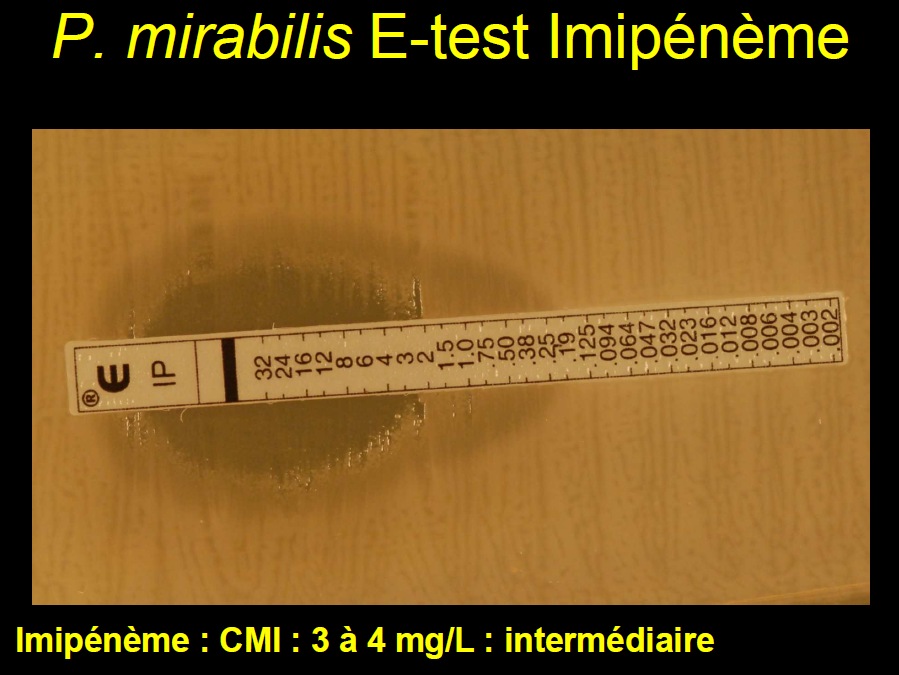 P. mirabilis E-test Imipénème
® E IP 32 24 16 12 8 6 4 3 2 1.5 1.0 .75 .50 .38 .25 .19 .125 .094 .064 .047 .032 .023 .016 .012 .008 .006 .004 .003 .002
Imipénème : CMI : 3 à 4 mg/L : intermédiaire